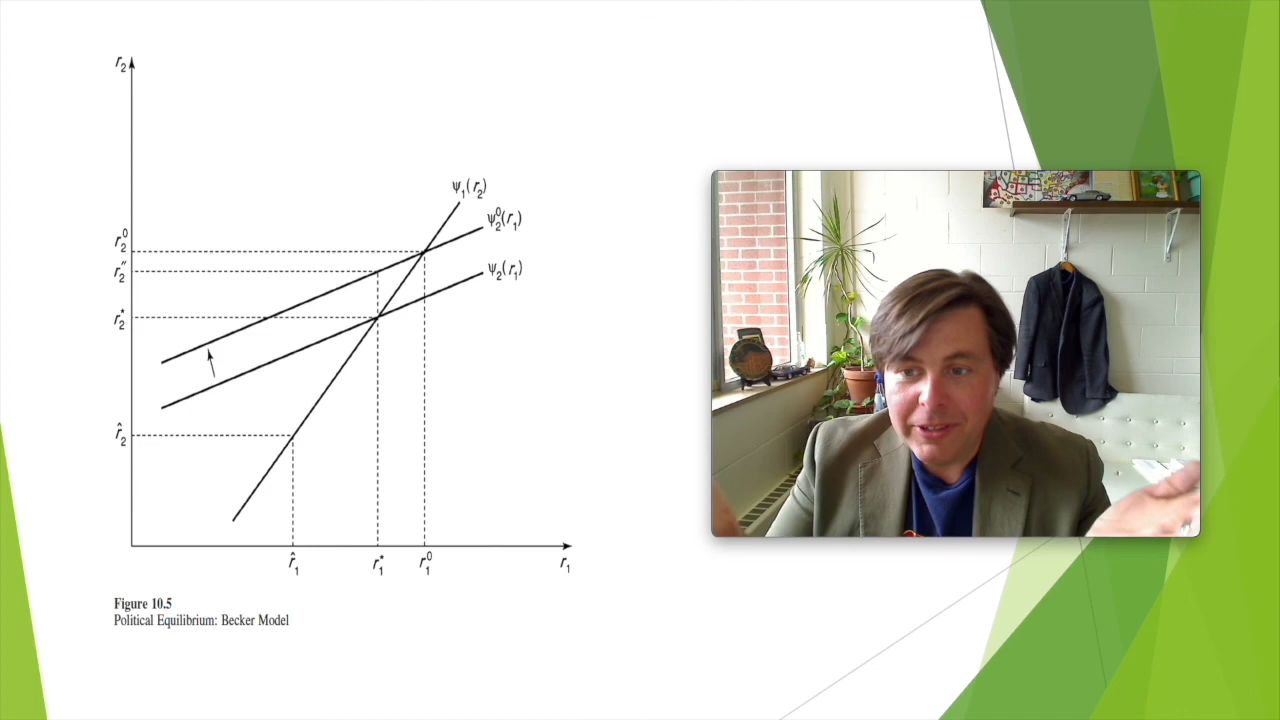 r₂
ψ₁(r₂)
ψ₂⁰(r₁)
r₂⁰
r₂″
ψ₂(r₁)
r₂*
r̂₂
r̂₁
r₁*
r₁⁰
r₁
Figure 10.5
Political Equilibrium: Becker Model